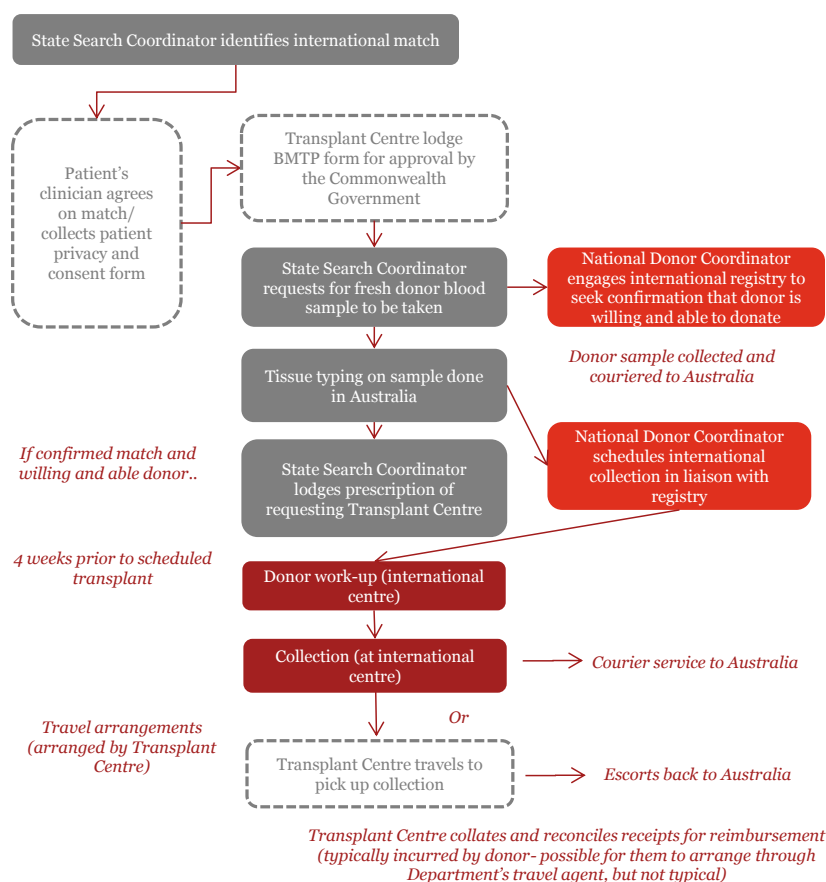 State Search Coordinator identifies international match
Patient's
clinician agrees
on match/
collects patient
privacy and
consent form
Transplant Centre lodge
BMTP form for approval by
the Commonwealth
Government
State Search Coordinator
requests for fresh donor blood
sample to be taken
National Donor Coordinator
engages international registry to
seek confirmation that donor is
willing and able to donate
Donor sample collected and
couriered to Australia
Tissue typing on sample done
in Australia
If confirmed match and
willing and able donor..
State Search Coordinator
lodges prescription of
requesting Transplant Centre
National Donor Coordinator
schedules international
collection in liaison with
registry
4 weeks prior to scheduled
transplant
Donor work-up (international
centre)
Collection (at international
centre)
Courier service to Australia
Or
Travel arrangements
(arranged by Transplant
Centre)
Transplant Centre travels to
pick up collection
Escorts back to Australia
Transplant Centre collates and reconciles receipts for reimbursement
(typically incurred by donor- possible for them to arrange through
Department's travel agent, but not typical)